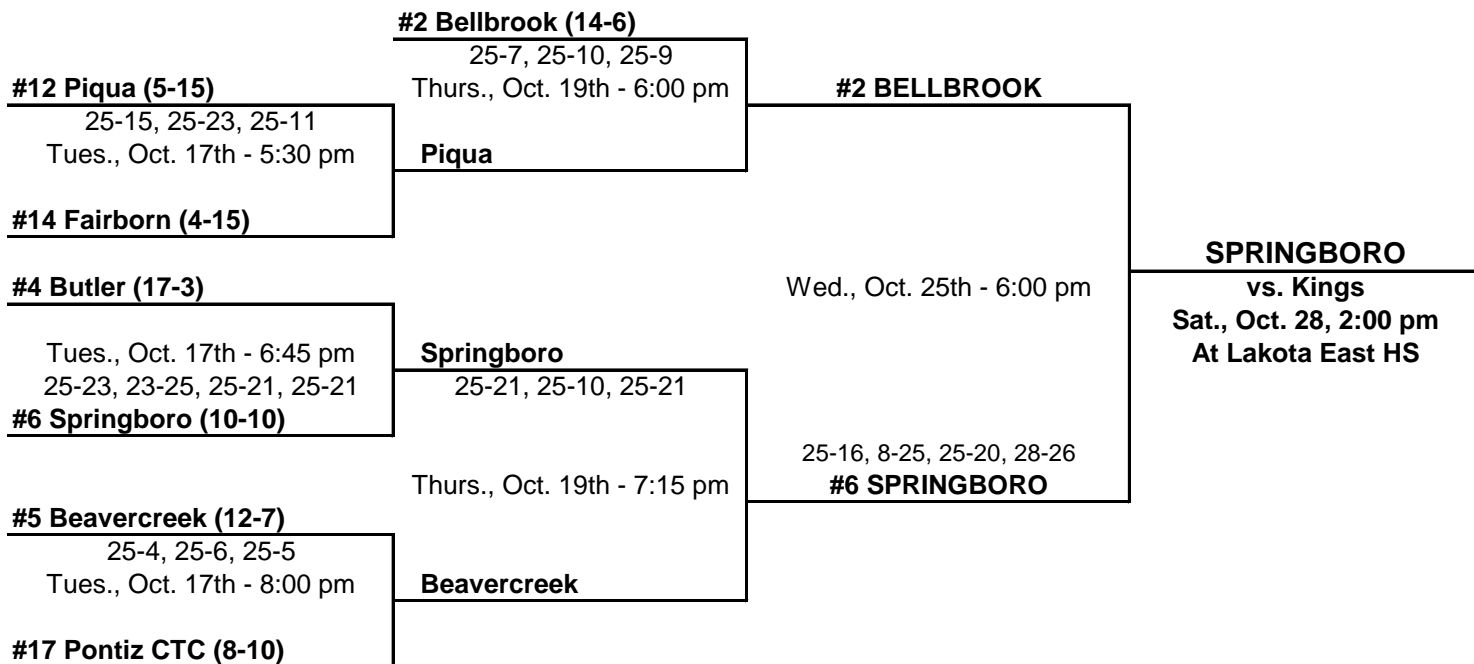 #2 Bellbrook (14-6)
25-7, 25-10, 25-9
Thurs., Oct. 19th - 6:00 pm
#12 Piqua (5-15)
25-15, 25-23, 25-11
Tues., Oct. 17th - 5:30 pm
Piqua
#14 Fairborn (4-15)
#2 BELLBROOK
#4 Butler (17-3)
Tues., Oct. 17th - 6:45 pm
25-23, 23-25, 25-21, 25-21
#6 Springboro (10-10)
Springboro
25-21, 25-10, 25-21
Thurs., Oct. 19th - 7:15 pm
#5 Beavercreek (12-7)
25-4, 25-6, 25-5
Tues., Oct. 17th - 8:00 pm
Beavercreek
#17 Pontiz CTC (8-10)
Wed., Oct. 25th - 6:00 pm
25-16, 8-25, 25-20, 28-26
#6 SPRINGBORO
SPRINGBORO
vs. Kings
Sat., Oct. 28, 2:00 pm
At Lakota East HS